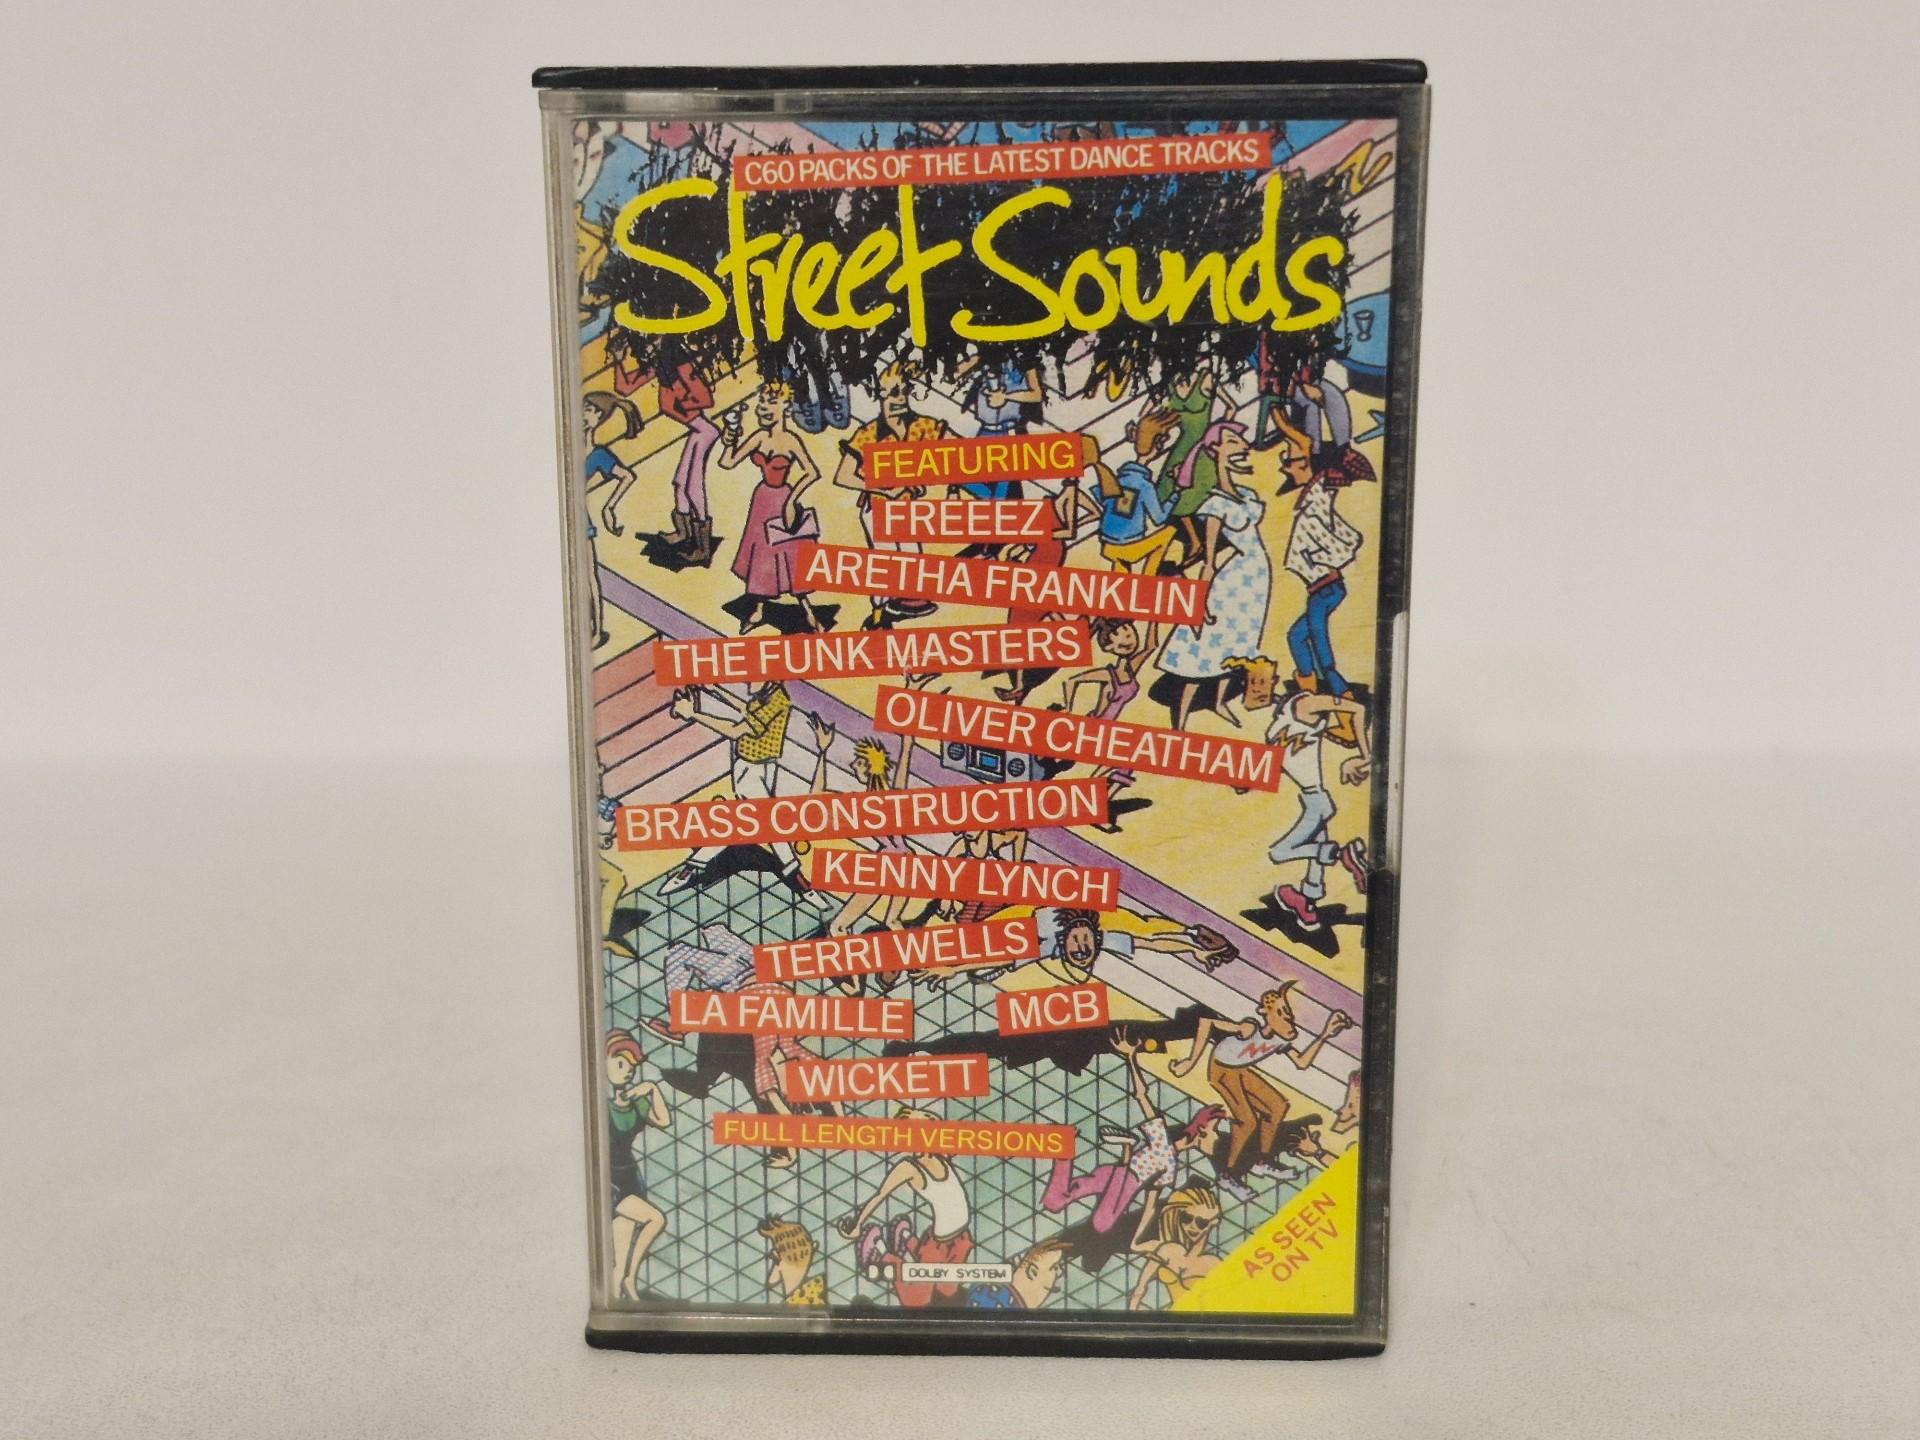 C60 PACKS OF THE LATEST DANCE TRACKS
Street Sounds
FEATURING
FREEEZ
ARETHA FRANKLIN
THE FUNK MASTERS
OLIVER CHEATHAM
BRASS CONSTRUCTION
KENNY LYNCH
TERRI WELLS
LA FAMILLE
MCB
WICKETT
FULL LENGTH VERSIONS
AS SEEN
ON TV
DOLBY SYSTEM